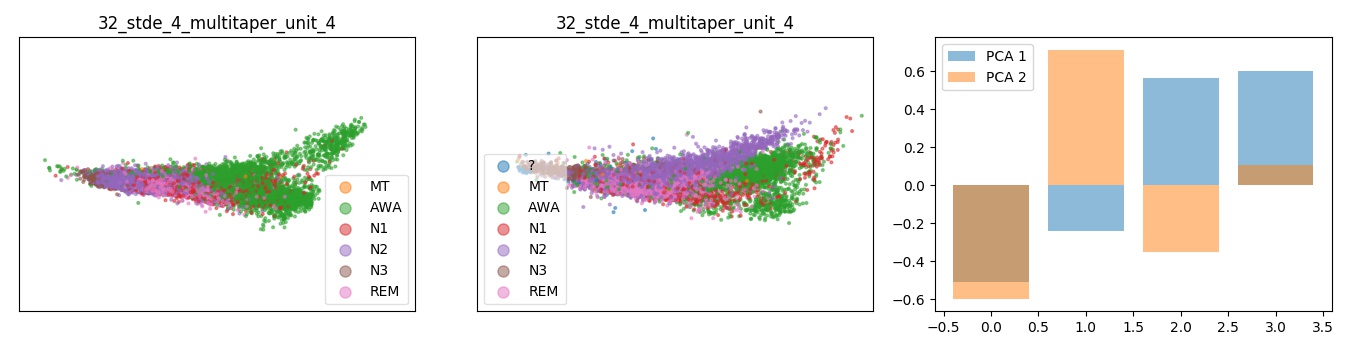 32_stde_4_multitaper_unit_4
MT
AWA
N1
N2
N3
REM
32_stde_4_multitaper_unit_4
?
MT
AWA
N1
N2
N3
REM
PCA 1
PCA 2
0.6
0.4
0.2
0.0
−0.2
−0.4
−0.6
−0.5 0.0 0.5 1.0 1.5 2.0 2.5 3.0 3.5